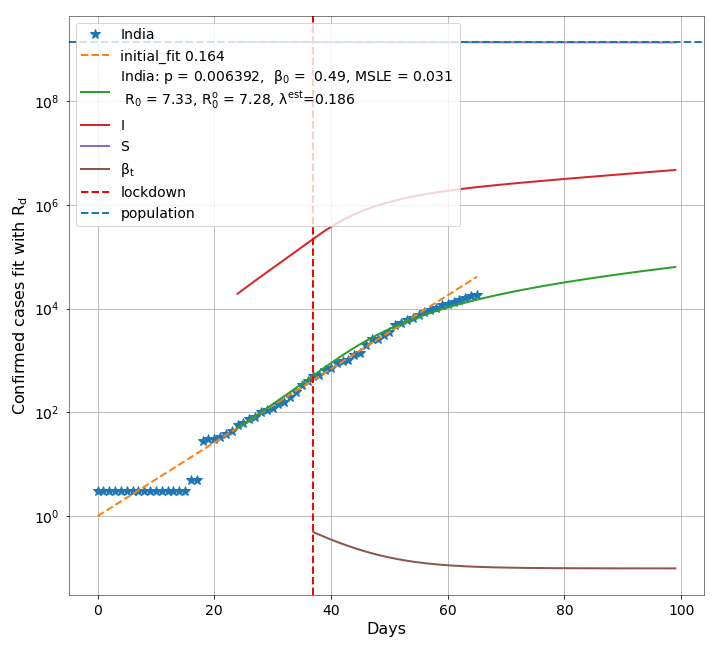 India
initial_fit 0.164
India: p = 0.006392, β₀ = 0.49, MSLE = 0.031
R₀ = 7.33, R₀ᵒ = 7.28, λᵉˢᵗ=0.186
I
S
βₜ
lockdown
population
Confirmed cases fit with R_d
10⁸
10⁶
10⁴
10²
10⁰
0 20 40 60 80 100
Days